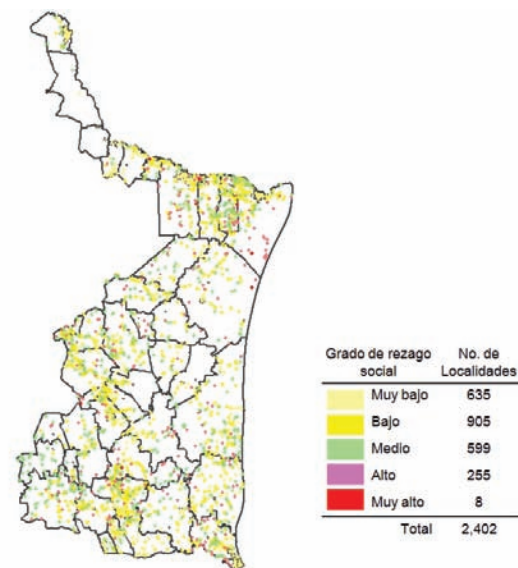 Grado de rezago No. de
social Localidades
Muy bajo 635
Bajo 905
Medio 599
Alto 255
Muy alto 8
Total 2,402